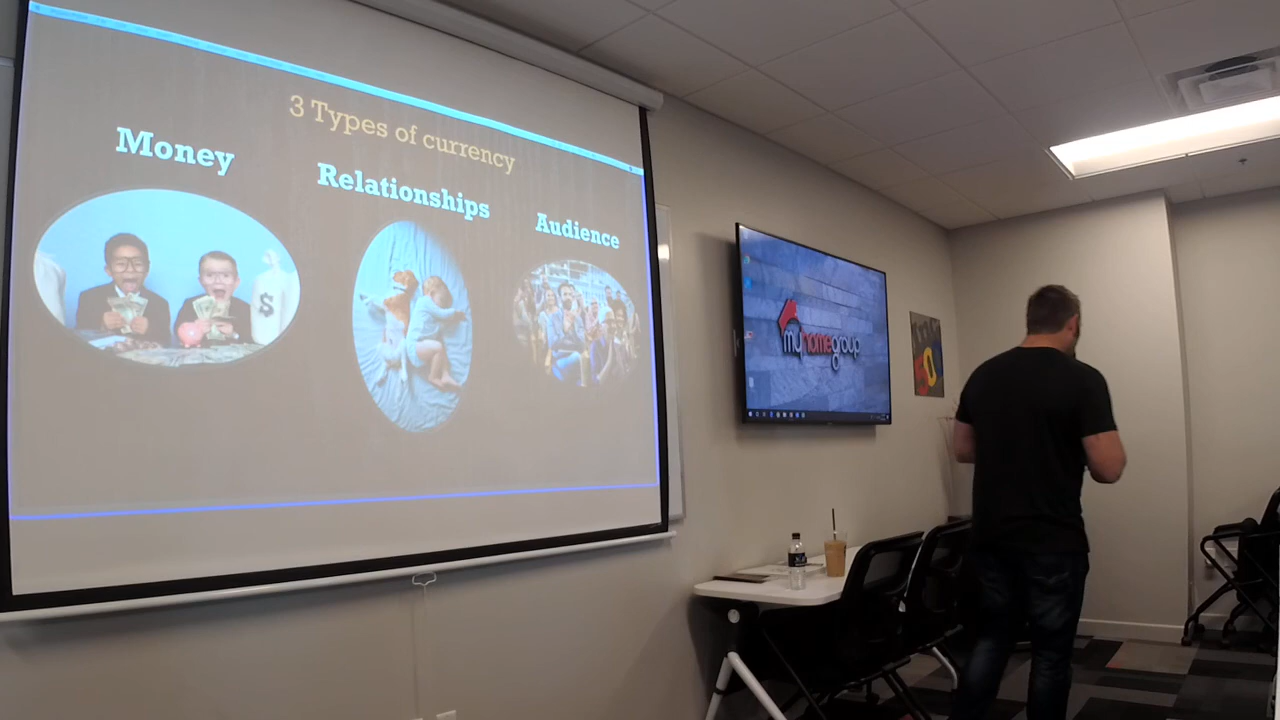 3 Types of currency
Money
Relationships
Audience
$
myhomegroup